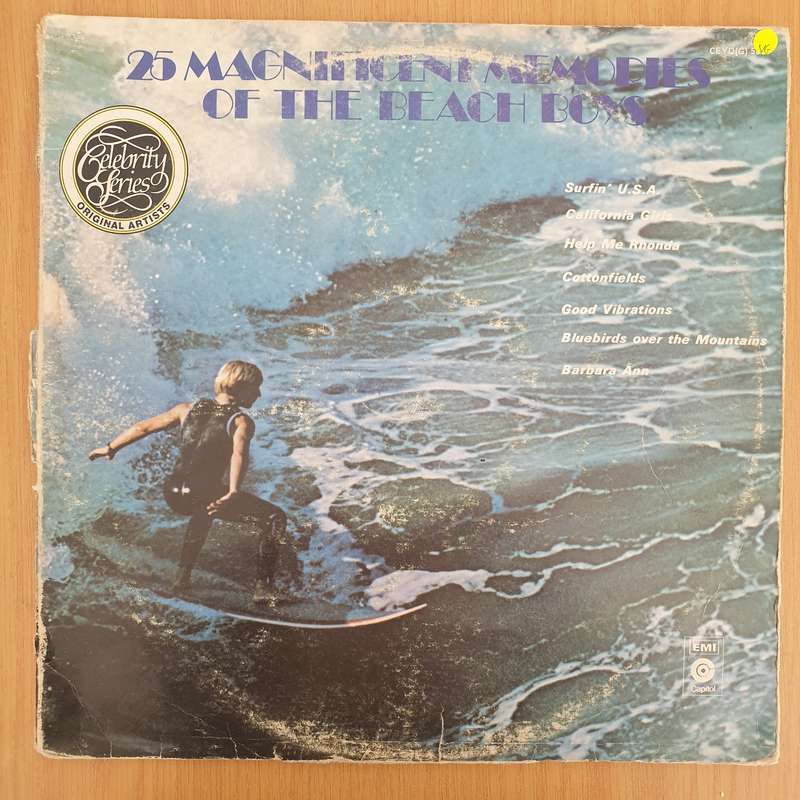 25 MAGNIFICENT MEMORIES
OF THE BEACH BOYS
Celebrity
Series
ORIGINAL ARTISTS
Surfin' U.S.A.
California Girls
Help Me Rhonda
Cottonfields
Good Vibrations
Bluebirds over the Mountains
Barbara Ann
EMI
Capitol